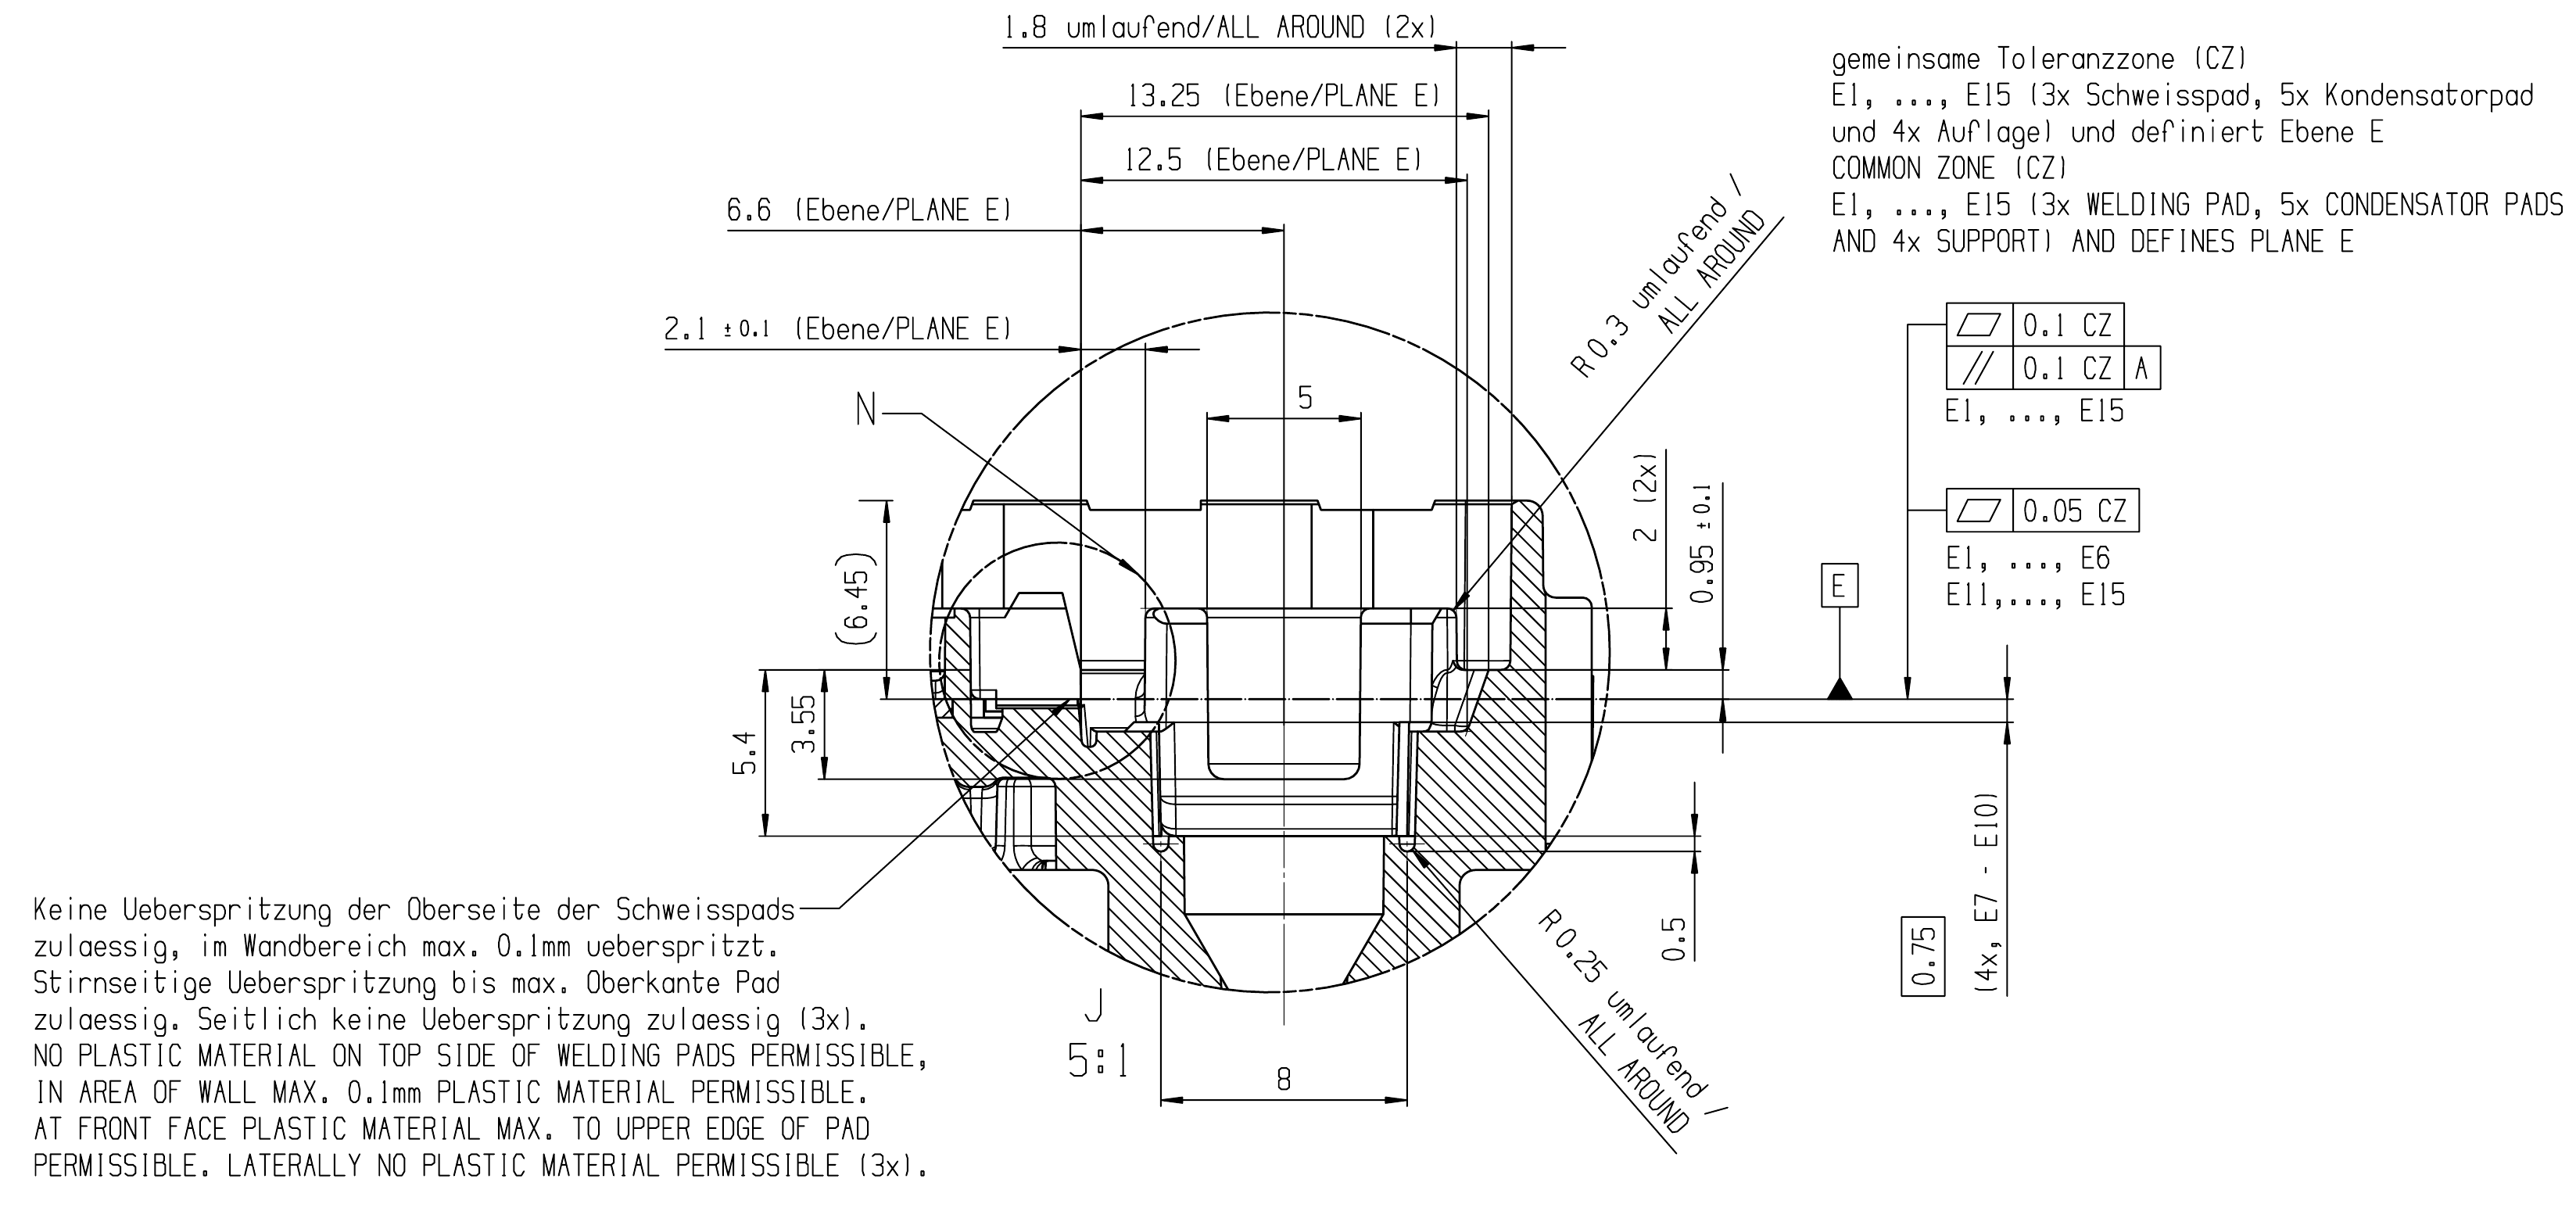 1.8 umlaufend/ALL AROUND (2x)
13.25 (Ebene/PLANE E)
12.5 (Ebene/PLANE E)
6.6 (Ebene/PLANE E)
2.1 ±0.1 (Ebene/PLANE E)
N
5
R0.3 umlaufend /
ALL AROUND
gemeinsame Toleranzzone (CZ)
E1, ..., E15 (3x Schweisspad, 5x Kondensatorpad
und 4x Auflage) und definiert Ebene E
COMMON ZONE (CZ)
E1, ..., E15 (3x WELDING PAD, 5x CONDENSATOR PADS
AND 4x SUPPORT) AND DEFINES PLANE E
0.1 CZ
0.1 CZ A
E1, ..., E15
0.05 CZ
E1, ..., E6
E11,..., E15
E
2 (2x)
0.95 ±0.1
(6.45)
3.55
5.4
0.5
0.75
(4x, E7 - E10)
R0.25 umlaufend /
ALL AROUND
J
5:1
8
Keine Ueberspritzung der Oberseite der Schweisspads
zulaessig, im Wandbereich max. 0.1mm ueberspritzt.
Stirnseitige Ueberspritzung bis max. Oberkante Pad
zulaessig. Seitlich keine Ueberspritzung zulaessig (3x).
NO PLASTIC MATERIAL ON TOP SIDE OF WELDING PADS PERMISSIBLE,
IN AREA OF WALL MAX. 0.1mm PLASTIC MATERIAL PERMISSIBLE.
AT FRONT FACE PLASTIC MATERIAL MAX. TO UPPER EDGE OF PAD
PERMISSIBLE. LATERALLY NO PLASTIC MATERIAL PERMISSIBLE (3x).